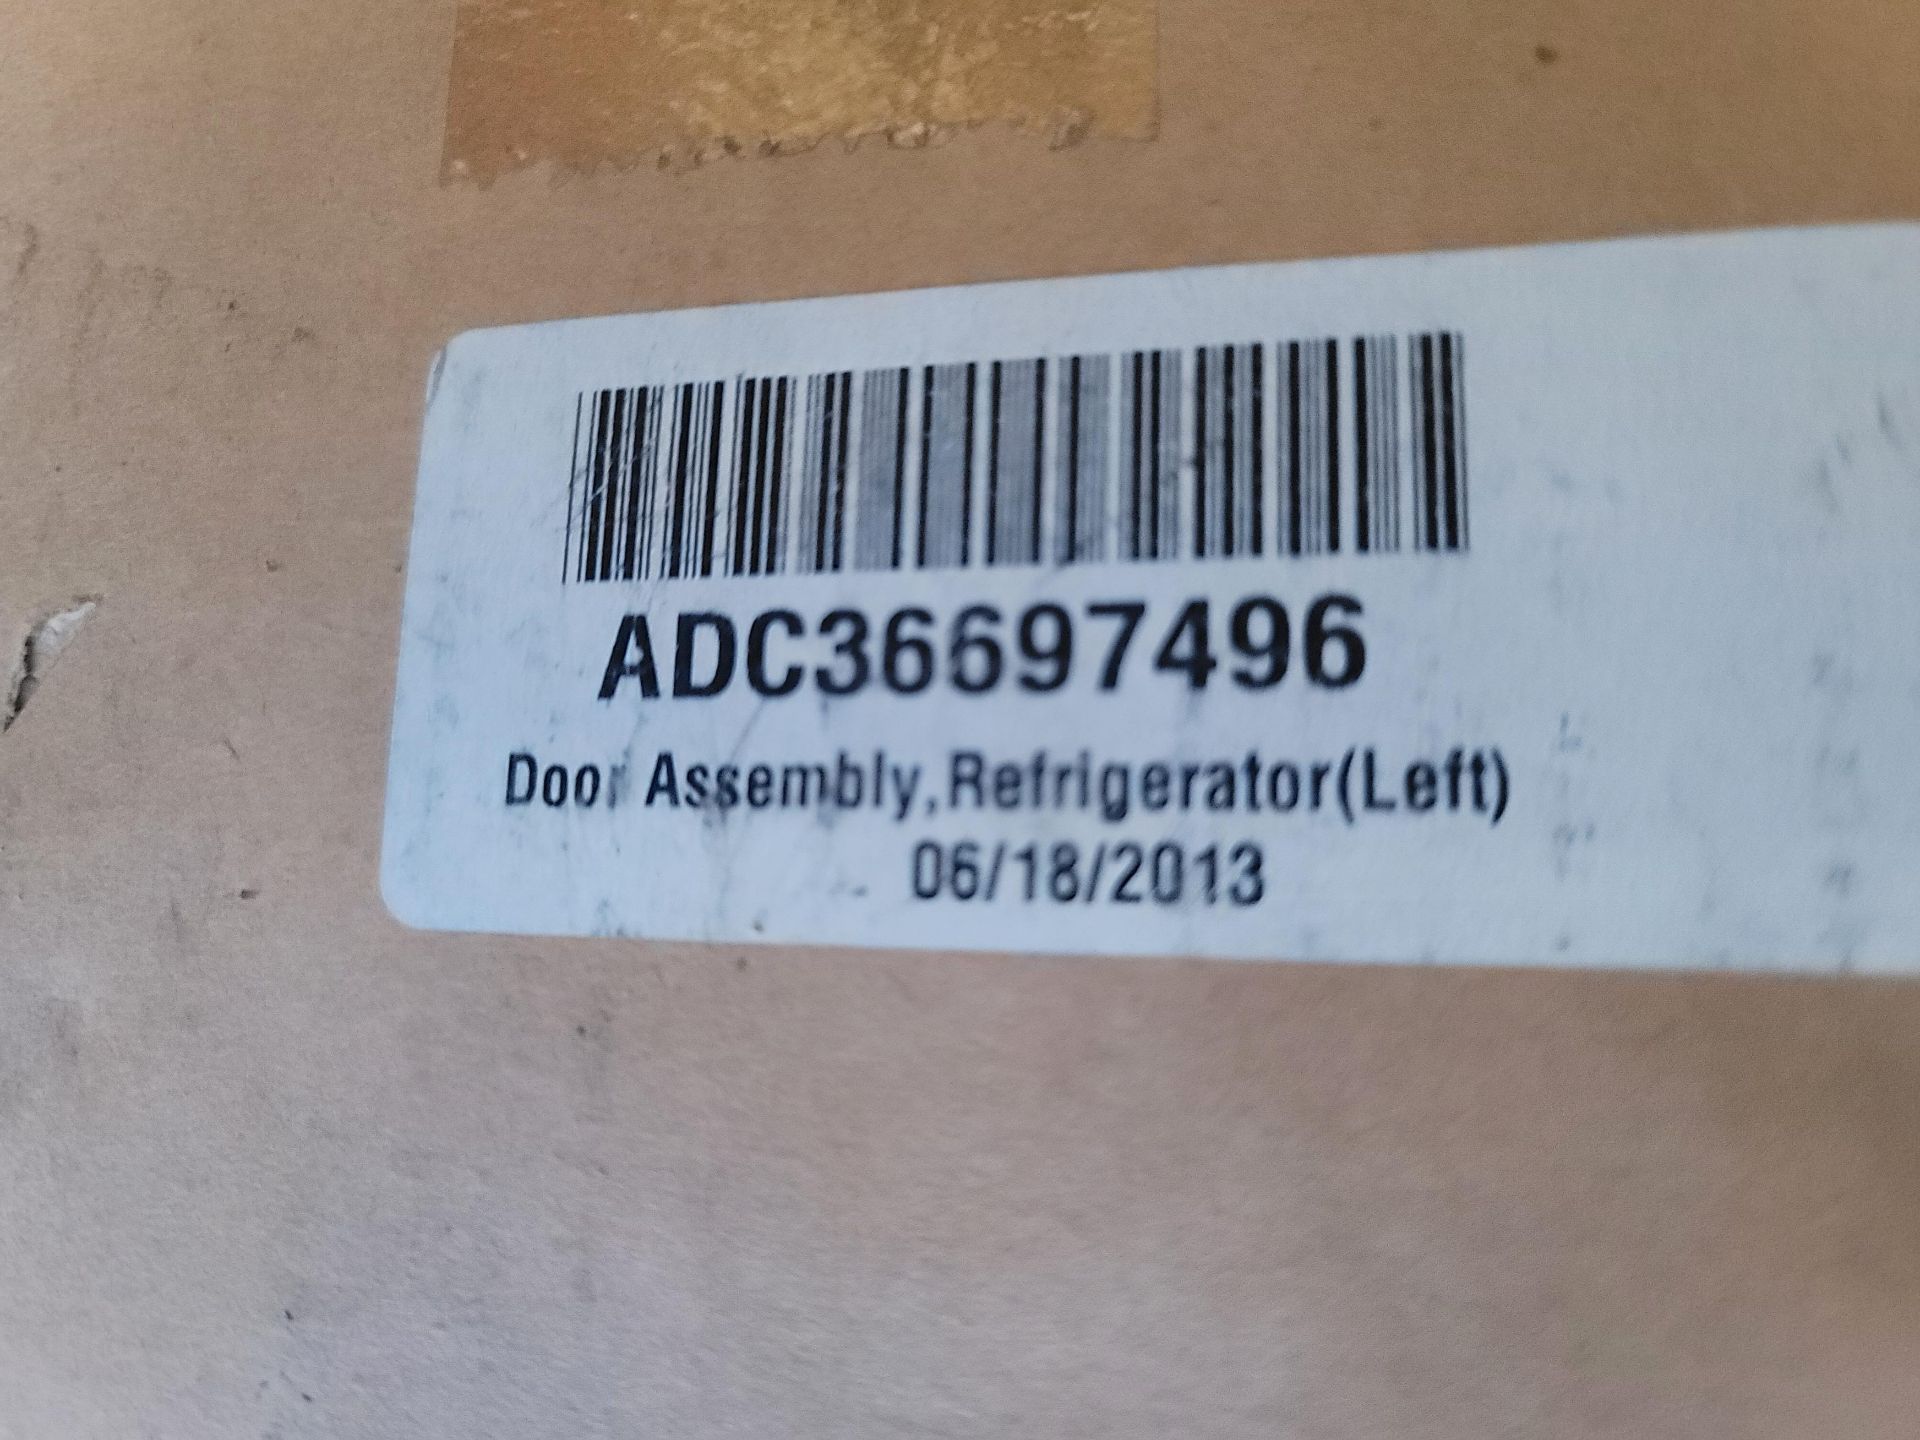 ADC36697496
Door Assembly,Refrigerator(Left)
06/18/2013